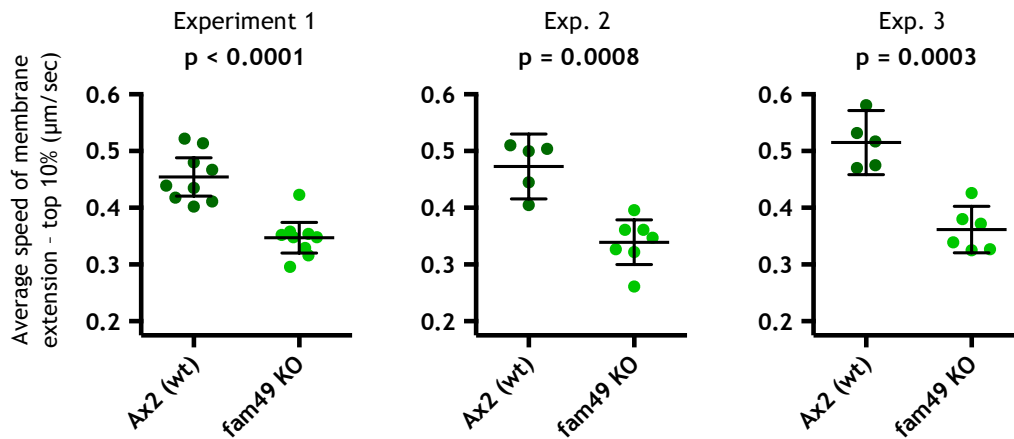 Experiment 1
p < 0.0001
Exp. 2
p = 0.0008
Exp. 3
p = 0.0003
Average speed of membrane
extension - top 10% (µm/sec)
0.6
0.5
0.4
0.3
0.2
Ax2 (wt)
fam49 KO
0.6
0.5
0.4
0.3
0.2
Ax2 (wt)
fam49 KO
0.6
0.5
0.4
0.3
0.2
Ax2 (wt)
fam49 KO